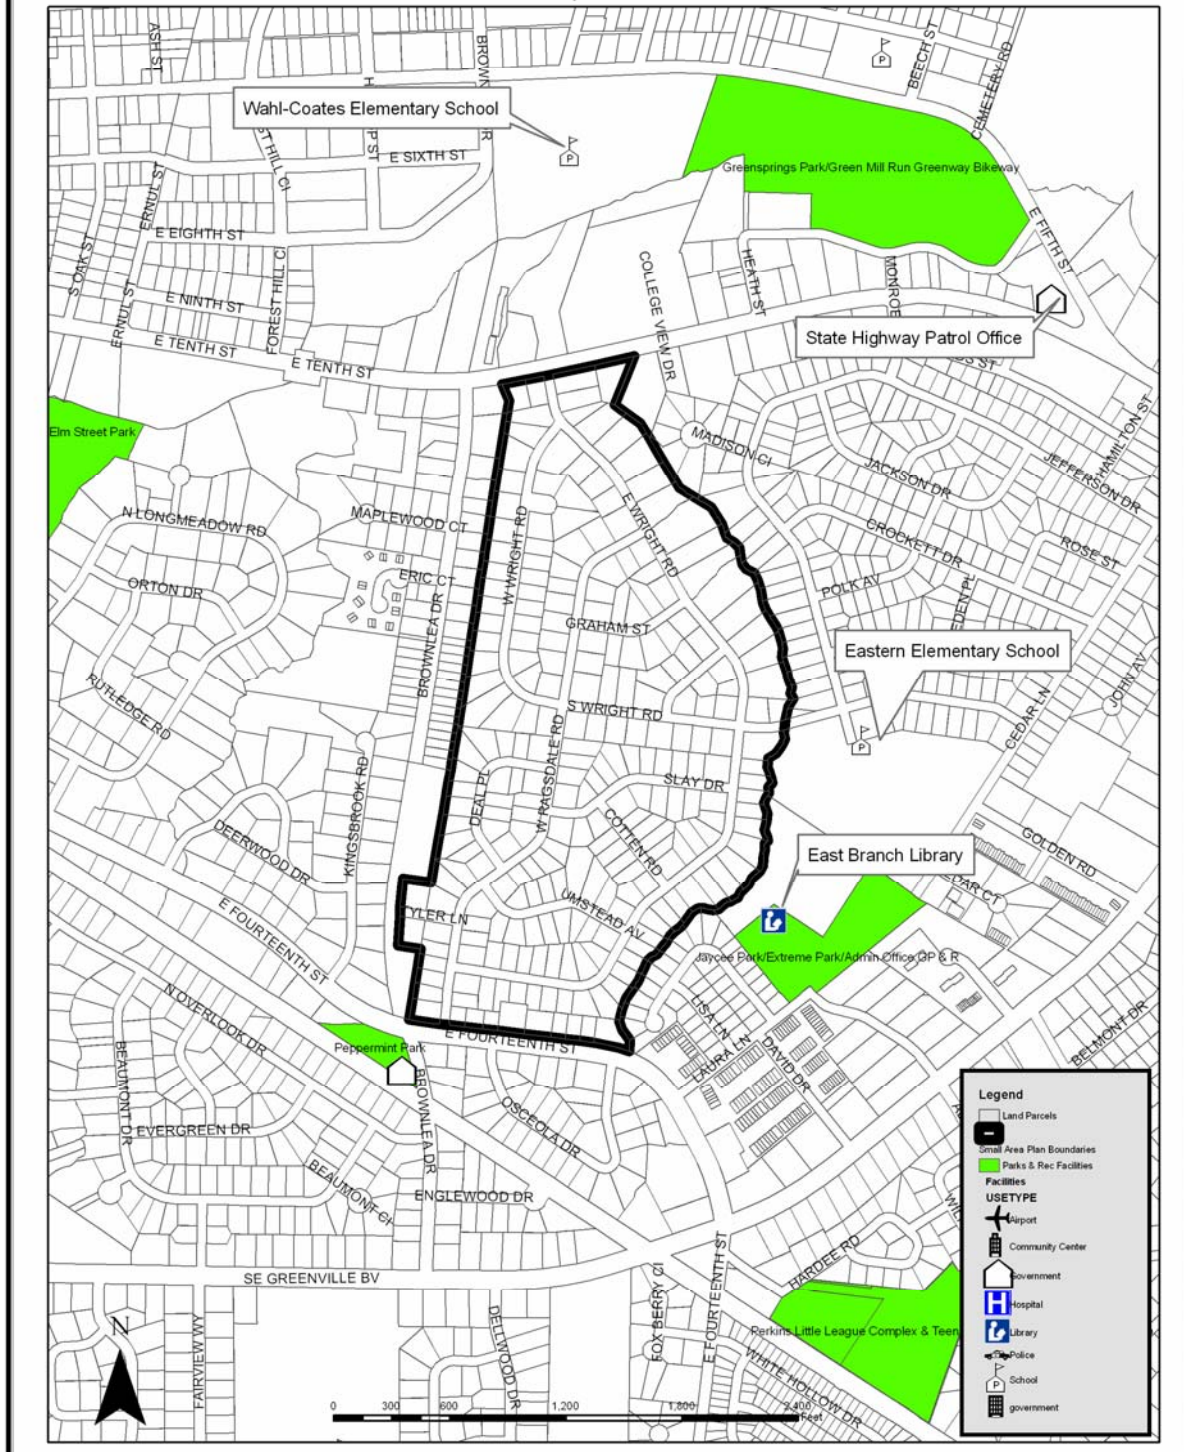 ASH ST
BROWN
BEECH ST
CEMETERY RD
Wahl-Coates Elementary School
P
P
E SIXTH ST
Greensprings Park/Green Mill Run Greenway Bikeway
ERNUL ST
E EIGHTH ST
E FIFTH ST
S OAK ST
FOREST HILL CI
COLLEGE VIEW DR
HEATH ST
MONROE
E NINTH ST
ERNUL ST
State Highway Patrol Office
E TENTH ST
E TENTH ST
Elm Street Park
MADISON CI
HAMILTON ST
JEFFERSON DR
JACKSON DR
N LONGMEADOW RD
MAPLEWOOD CT
W WRIGHT RD
E WRIGHT RD
CROCKETT DR
ROSE ST
ERIC CT
ORTON DR
POLK AV
EDEN PL
BROWNLEA DR
GRAHAM ST
Eastern Elementary School
JOHN AV
RUTLEDGE RD
S WRIGHT RD
CEDAR LN
P
W RAGSDALE RD
DEAL PL
SLAY DR
KINGSBROOK RD
COTTEN RD
GOLDEN RD
DEERWOOD DR
East Branch Library
EDAR CT
TYLER LN
UMSTEAD AV
E FOURTEENTH ST
Jaycee Park/Extreme Park/Admin Office GP & R
N OVERLOOK DR
LISA LN
LAURA LN
DAVID DR
BELMONT DR
E FOURTEENTH ST
Peppermint Park
BEAUMONT DR
BROWNLEA DR
OSCEOLA DR
EVERGREEN DR
BEAUMONT CI
ENGLEWOOD DR
HARDEE RD
SE GREENVILLE BV
FOX BERRY CI
E FOURTEENTH ST
DELLWOOD DR
FAIRVIEW WY
Perkins Little League Complex & Teen
WHITE HOLLOW DR
N
0 300 600 1,200 1,800 2,400
Feet
Legend
Land Parcels
Small Area Plan Boundaries
Parks & Rec Facilities
Facilities
USETYPE
Airport
Community Center
Government
H Hospital
Library
Police
P School
government